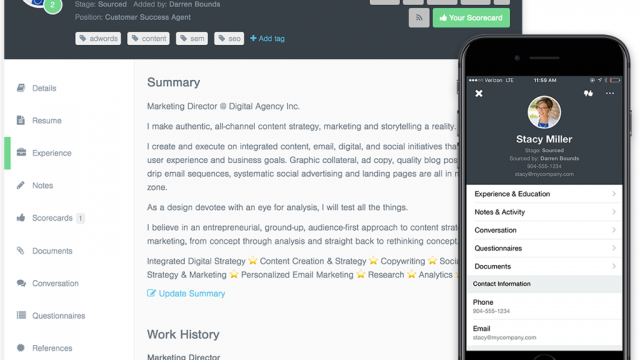 2
Stage: Sourced Added by: Darren Bounds
Position: Customer Success Agent
Your Scorecard
adwords content sem seo + Add tag
Details
Resume
Experience
Notes
Scorecards 1
Documents
Conversation
Questionnaires
References
Summary
Marketing Director @ Digital Agency Inc.
I make authentic, all-channel content strategy, marketing and storytelling a reality.
I create and execute on integrated content, email, digital, and social initiatives that
user experience and business goals. Graphic collateral, ad copy, quality blog pos
drip email sequences, systematic social advertising and landing pages are all in m
zone.
As a design devotee with an eye for analysis, I will test all the things.
I believe in an entrepreneurial, ground-up, audience-first approach to content strat
marketing, from concept through analysis and straight back to rethinking concept.
Integrated Digital Strategy ⭐ Content Creation & Strategy ⭐ Copywriting ⭐ Soci
Strategy & Marketing ⭐ Personalized Email Marketing ⭐ Research ⭐ Analytics ⭐
Update Summary
Work History
Marketing Director
Verizon LTE 11:59 AM
Stacy Miller
Stage: Sourced
Sourced by: Darren Bounds
904-555-1234
stacy@mycompany.com
Experience & Education
Notes & Activity
Conversation
Questionnaires
Documents
Contact Information
Phone
904-555-1234
Email
stacy@mycompany.com